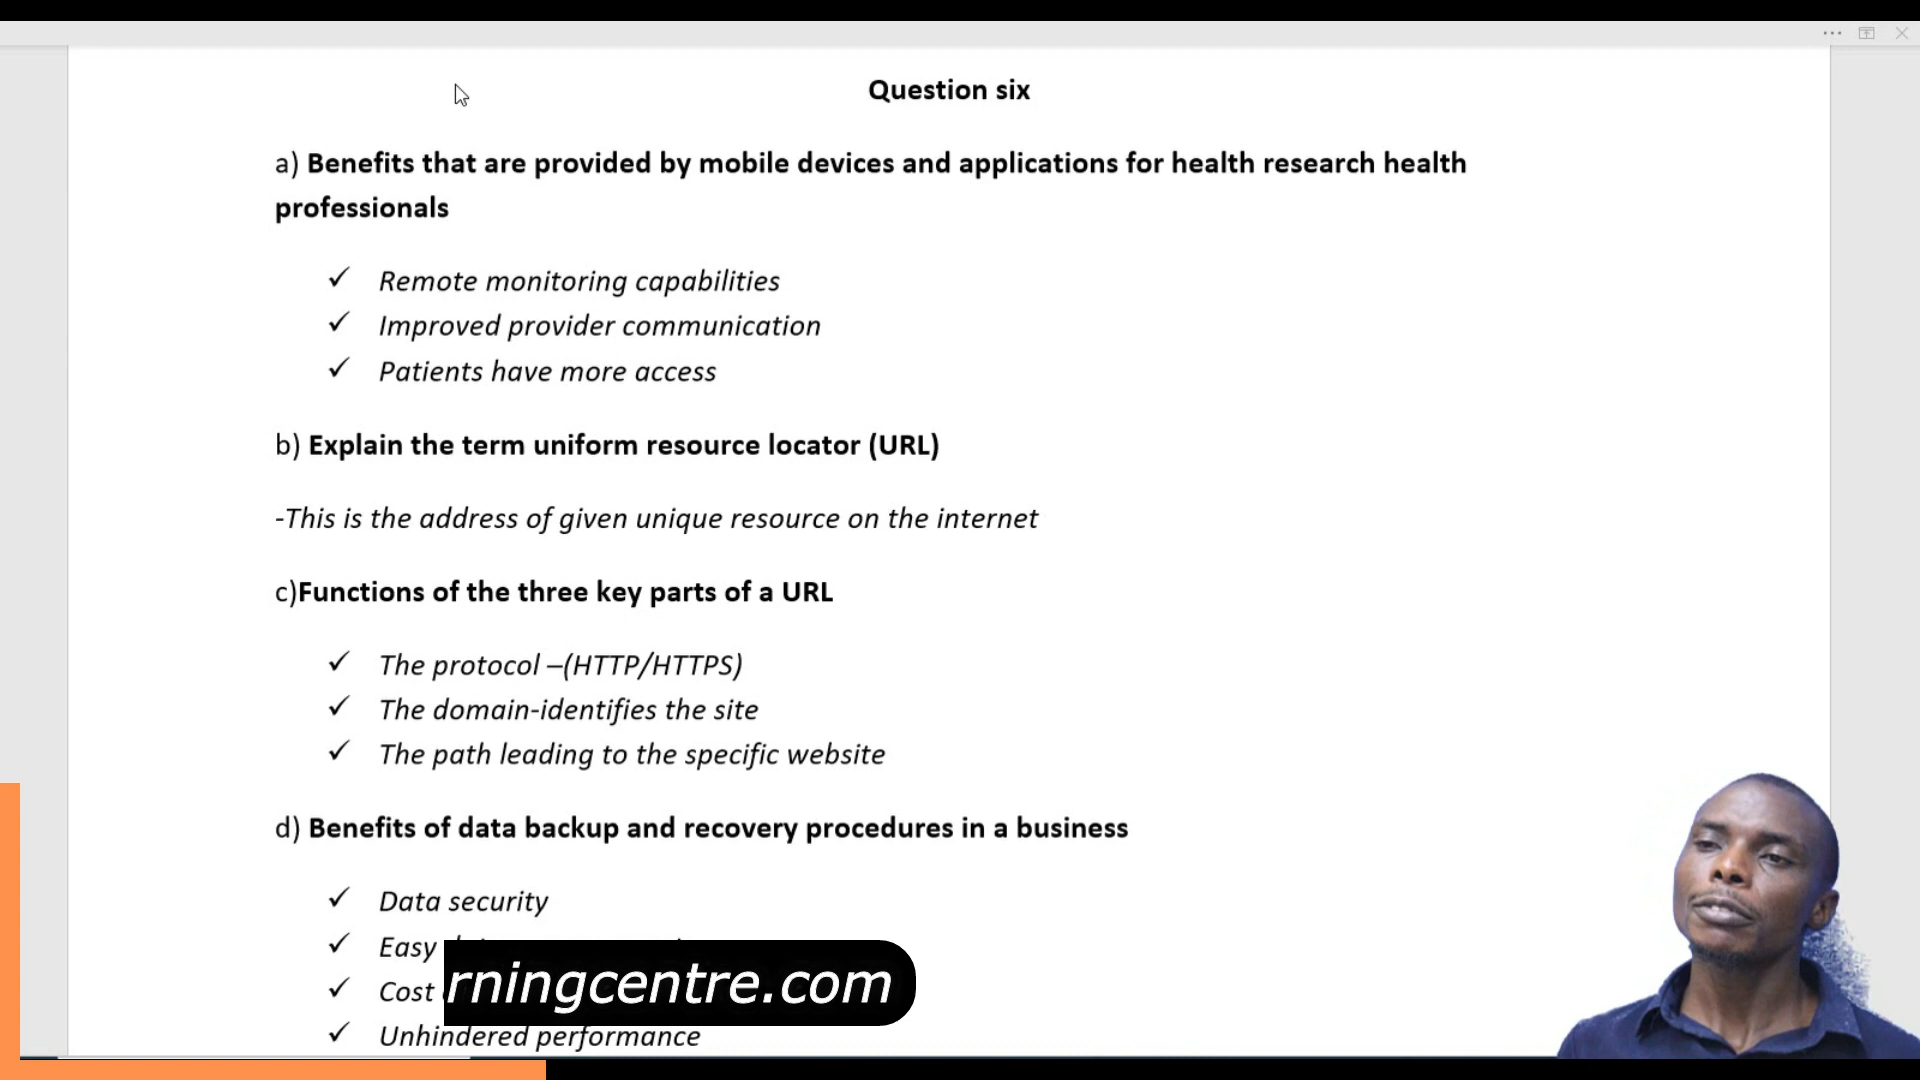 Question six
a) Benefits that are provided by mobile devices and applications for health research health
professionals
✓ Remote monitoring capabilities
✓ Improved provider communication
✓ Patients have more access
b) Explain the term uniform resource locator (URL)
-This is the address of given unique resource on the internet
c)Functions of the three key parts of a URL
✓ The protocol –(HTTP/HTTPS)
✓ The domain-identifies the site
✓ The path leading to the specific website
d) Benefits of data backup and recovery procedures in a business
✓ Data security
✓ Easy
✓ Cost
rningcentre.com
✓ Unhindered performance